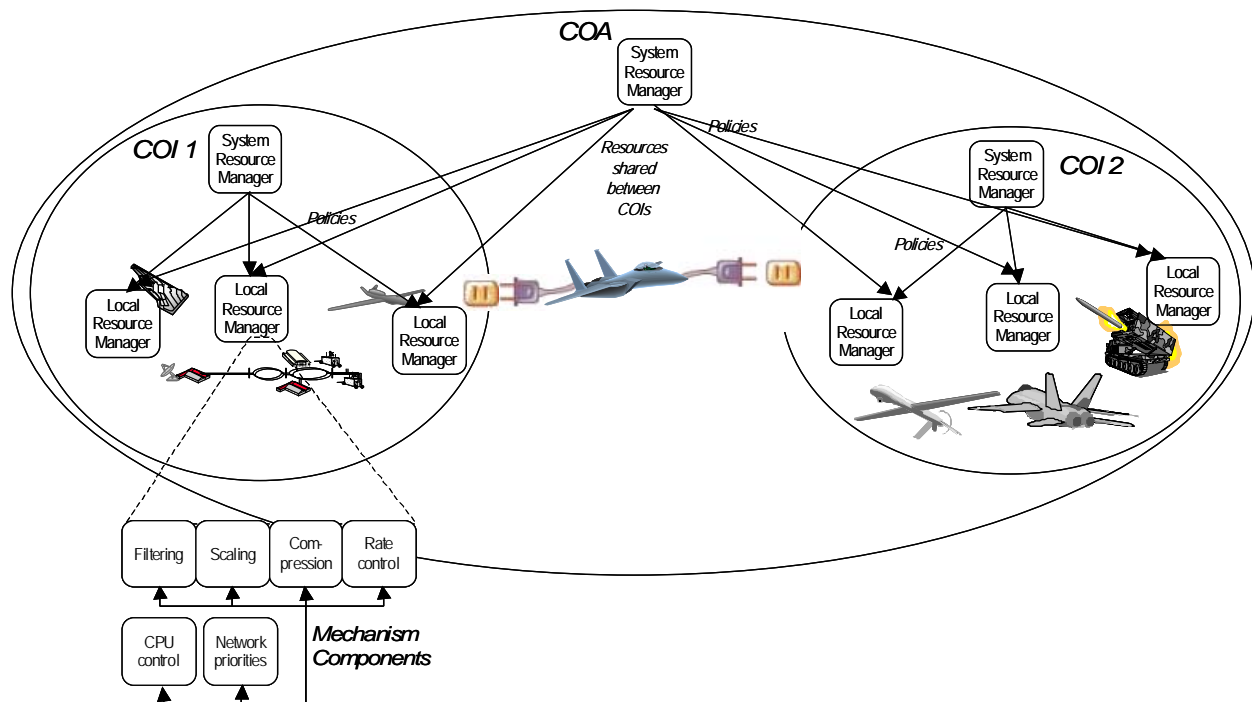 COA
System
Resource
Manager
COI 1
System
Resource
Manager
Policies
Resources
shared
between
COIs
Policies
System
Resource
Manager
COI 2
Policies
Local
Resource
Manager
Local
Resource
Manager
Local
Resource
Manager
Local
Resource
Manager
Local
Resource
Manager
Local
Resource
Manager
Filtering
Scaling
Com-
pression
Rate
control
CPU
control
Network
priorities
Mechanism
Components